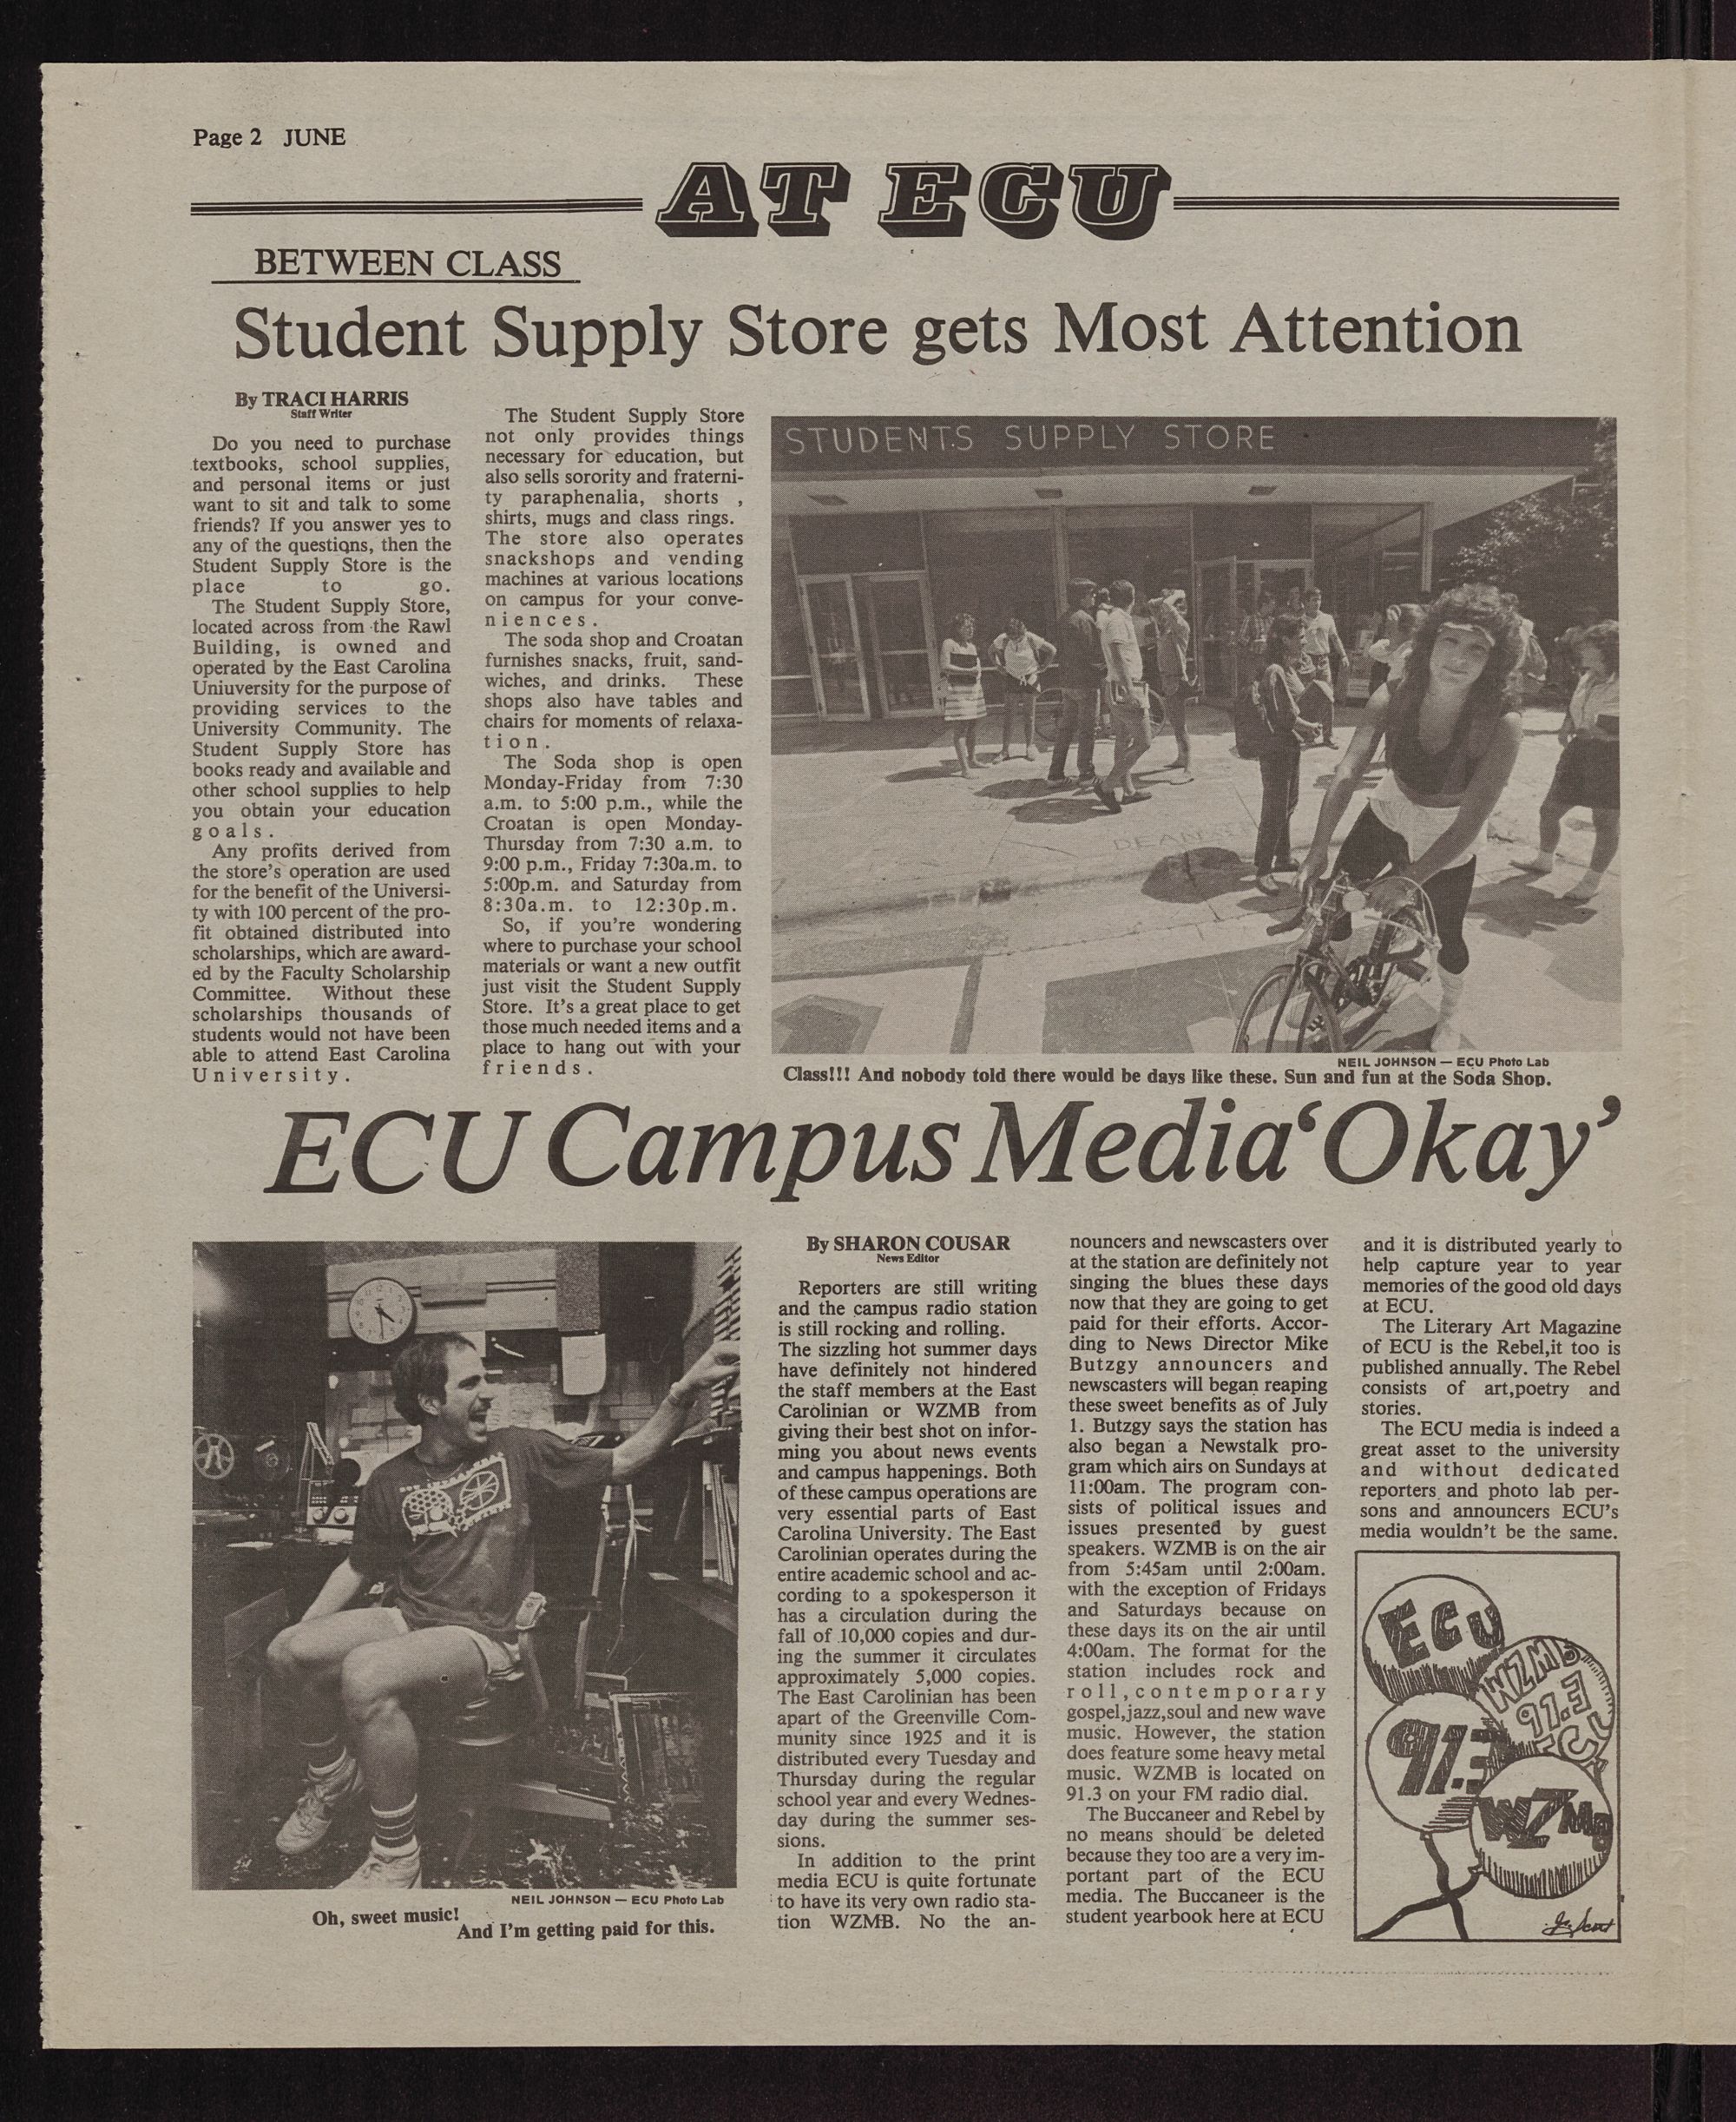 Page 2 JUNE
AT ECU
BETWEEN CLASS
Student Supply Store gets Most Attention
By TRACI HARRIS
Staff Writer
Do you need to purchase
textbooks, school supplies,
and personal items or just
want to sit and talk to some
friends? If you answer yes to
any of the questions, then the
Student Supply Store is the
place to go.
The Student Supply Store,
located across from the Rawl
Building, is owned and
operated by the East Carolina
Uniuversity for the purpose of
providing services to the
University Community. The
Student Supply Store has
books ready and available and
other school supplies to help
you obtain your education
goals.
Any profits derived from
the store's operation are used
for the benefit of the Universi-
ty with 100 percent of the pro-
fit obtained distributed into
scholarships, which are award-
ed by the Faculty Scholarship
Committee. Without these
scholarships thousands of
students would not have been
able to attend East Carolina
University.
The Student Supply Store
not only provides things
necessary for education, but
also sells sorority and fraterni-
ty paraphenalia, shorts ,
shirts, mugs and class rings.
The store also operates
snackshops and vending
machines at various locations
on campus for your conve-
niences.
The soda shop and Croatan
furnishes snacks, fruit, sand-
wiches, and drinks. These
shops also have tables and
chairs for moments of relaxa-
tion.
The Soda shop is open
Monday-Friday from 7:30
a.m. to 5:00 p.m., while the
Croatan is open Monday-
Thursday from 7:30 a.m. to
9:00 p.m., Friday 7:30a.m. to
5:00p.m. and Saturday from
8:30a.m. to 12:30p.m.
So, if you're wondering
where to purchase your school
materials or want a new outfit
just visit the Student Supply
Store. It's a great place to get
those much needed items and a
place to hang out with your
friends.
STUDENTS SUPPLY STORE
DEAN
NEIL JOHNSON — ECU Photo Lab
Class!!! And nobody told there would be days like these. Sun and fun at the Soda Shop.
ECU Campus Media 'Okay'
NEIL JOHNSON — ECU Photo Lab
Oh, sweet music!
And I'm getting paid for this.
By SHARON COUSAR
News Editor
Reporters are still writing
and the campus radio station
is still rocking and rolling.
The sizzling hot summer days
have definitely not hindered
the staff members at the East
Carolinian or WZMB from
giving their best shot on infor-
ming you about news events
and campus happenings. Both
of these campus operations are
very essential parts of East
Carolina University. The East
Carolinian operates during the
entire academic school and ac-
cording to a spokesperson it
has a circulation during the
fall of 10,000 copies and dur-
ing the summer it circulates
approximately 5,000 copies.
The East Carolinian has been
apart of the Greenville Com-
munity since 1925 and it is
distributed every Tuesday and
Thursday during the regular
school year and every Wednes-
day during the summer ses-
sions.
In addition to the print
media ECU is quite fortunate
to have its very own radio sta-
tion WZMB. No the an-
nouncers and newscasters over
at the station are definitely not
singing the blues these days
now that they are going to get
paid for their efforts. Accor-
ding to News Director Mike
Butzgy announcers and
newscasters will began reaping
these sweet benefits as of July
1. Butzgy says the station has
also began a Newstalk pro-
gram which airs on Sundays at
11:00am. The program con-
sists of political issues and
issues presented by guest
speakers. WZMB is on the air
from 5:45am until 2:00am.
with the exception of Fridays
and Saturdays because on
these days its on the air until
4:00am. The format for the
station includes rock and
roll,contemporary
gospel,jazz,soul and new wave
music. However, the station
does feature some heavy metal
music. WZMB is located on
91.3 on your FM radio dial.
The Buccaneer and Rebel by
no means should be deleted
because they too are a very im-
portant part of the ECU
media. The Buccaneer is the
student yearbook here at ECU
and it is distributed yearly to
help capture year to year
memories of the good old days
at ECU.
The Literary Art Magazine
of ECU is the Rebel,it too is
published annually. The Rebel
consists of art,poetry and
stories.
The ECU media is indeed a
great asset to the university
and without dedicated
reporters and photo lab per-
sons and announcers ECU's
media wouldn't be the same.
ECU
WZMB
91.3
ECU
91.3
WZMB